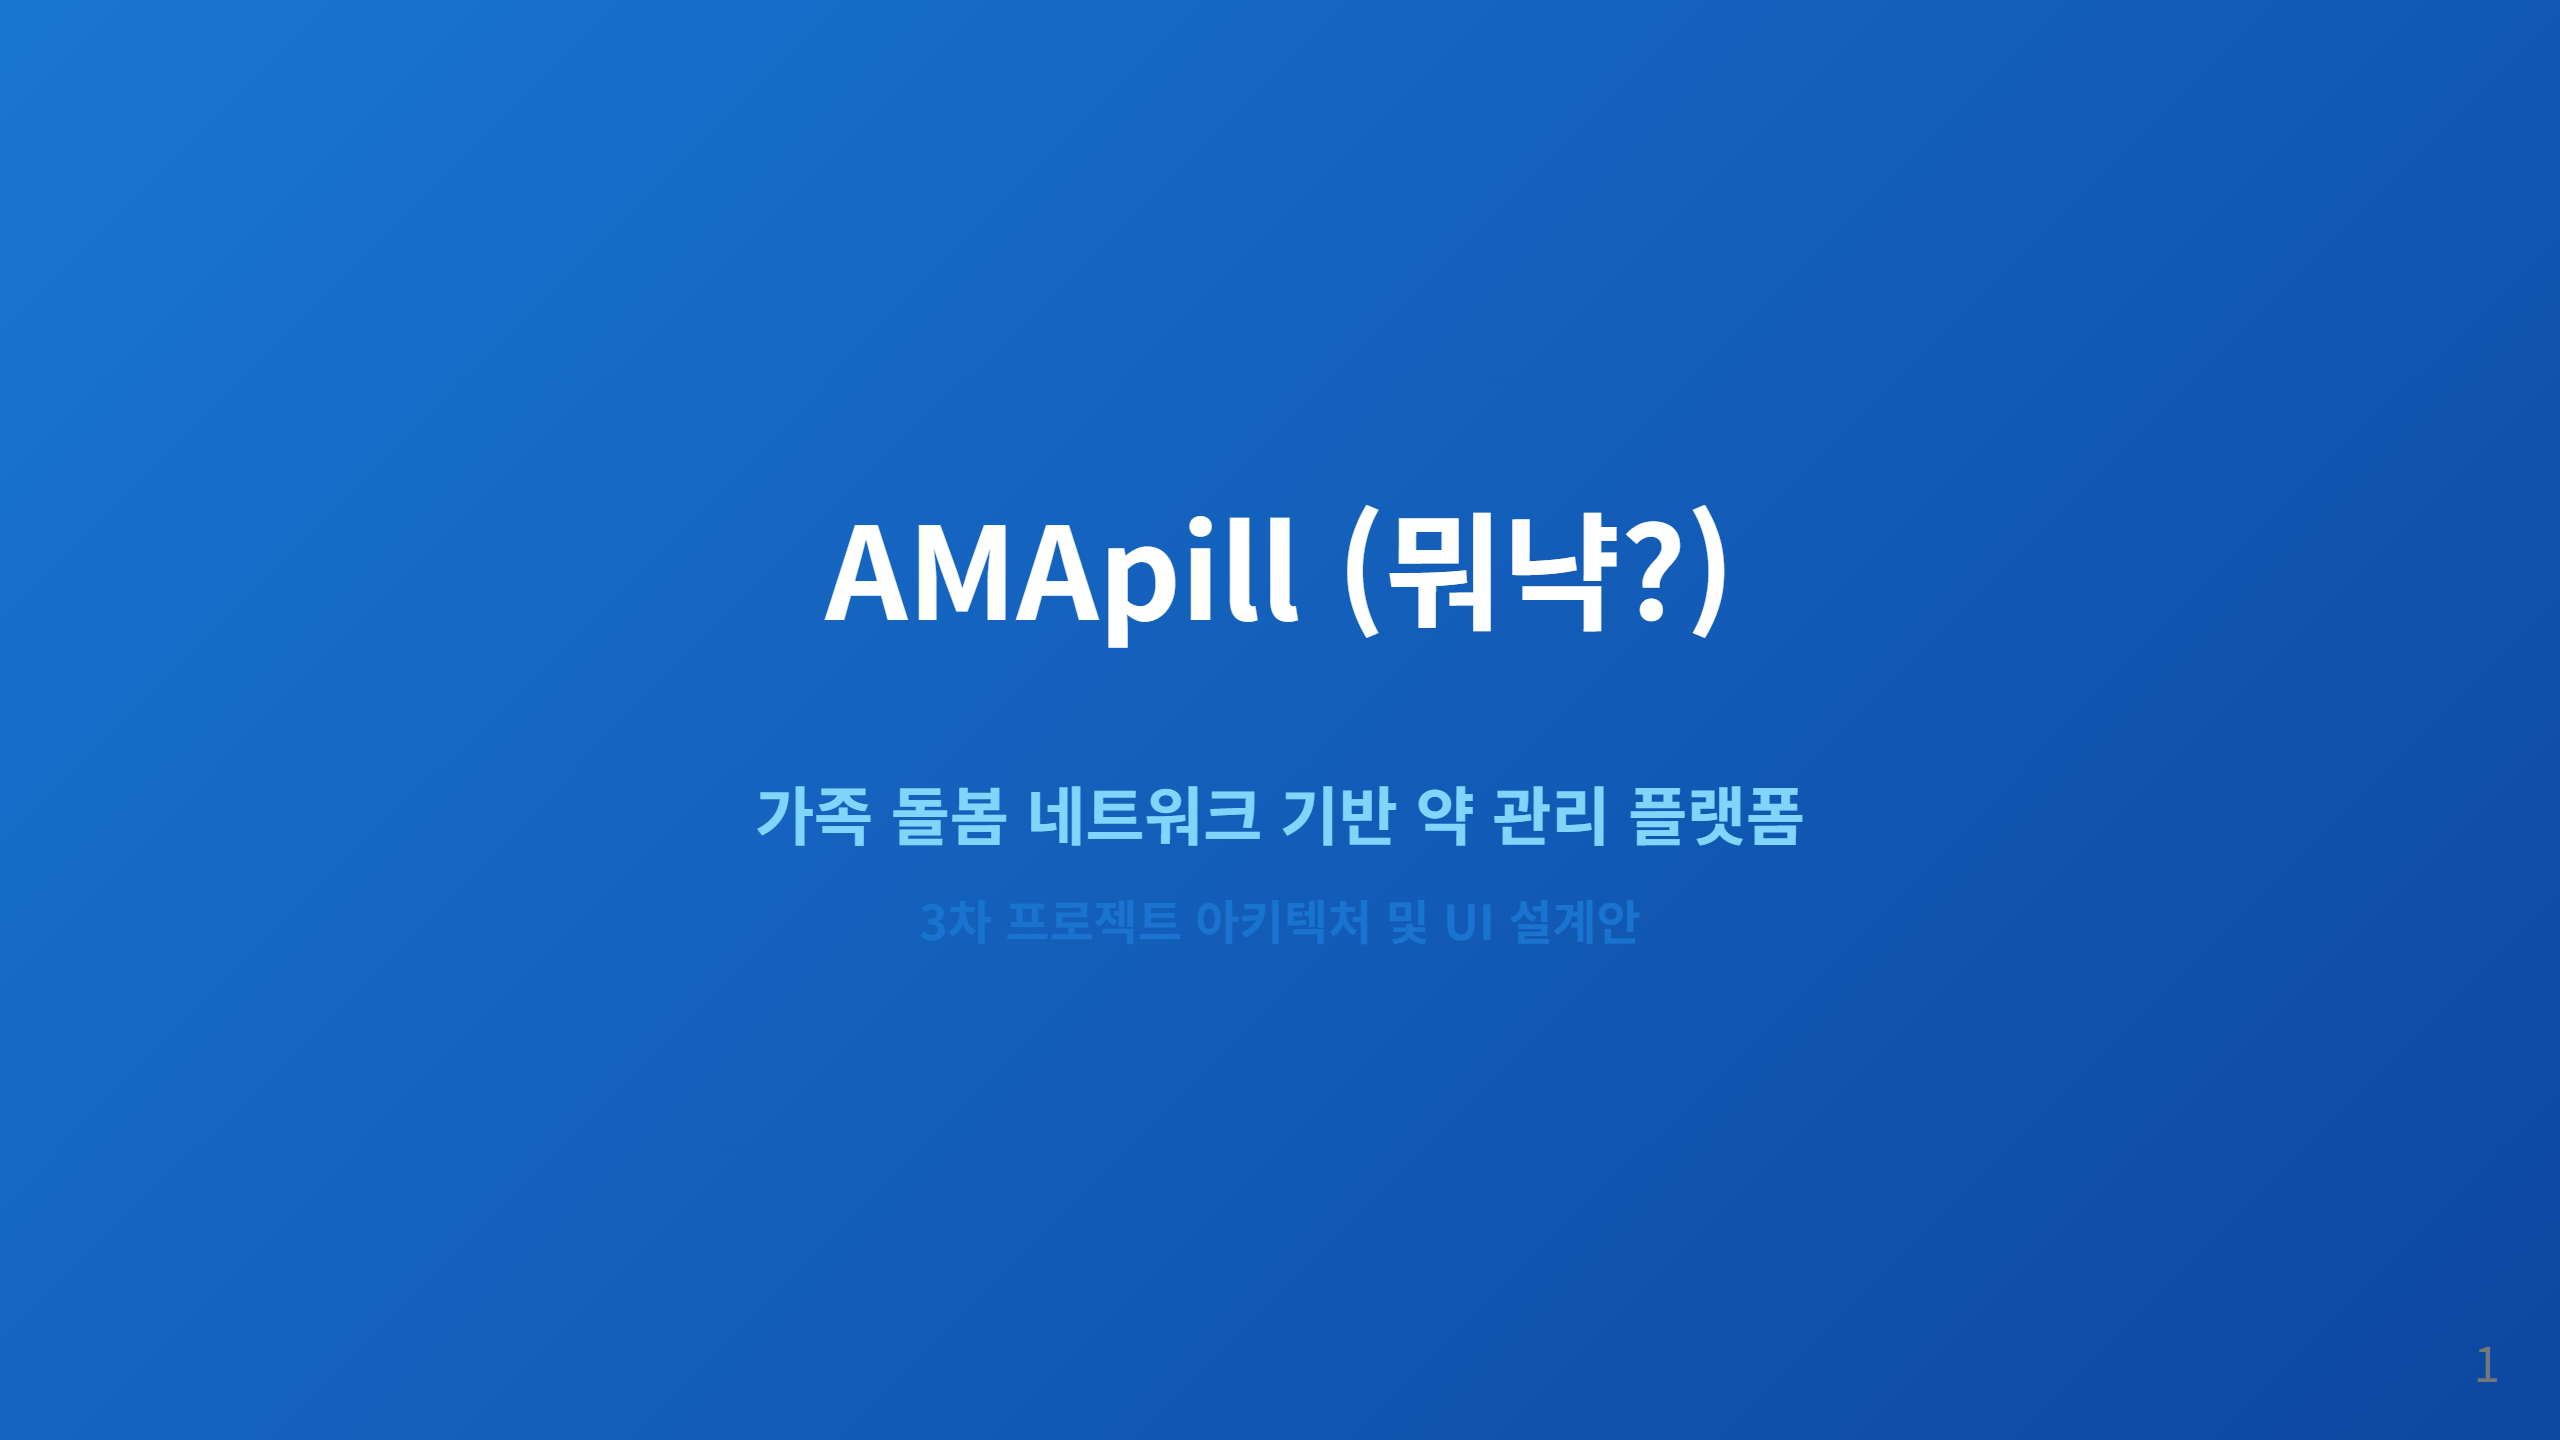 AMApill (뭐냑?)
가족 돌봄 네트워크 기반 약 관리 플랫폼
3차 프로젝트 아키텍처 및 UI 설계안
1